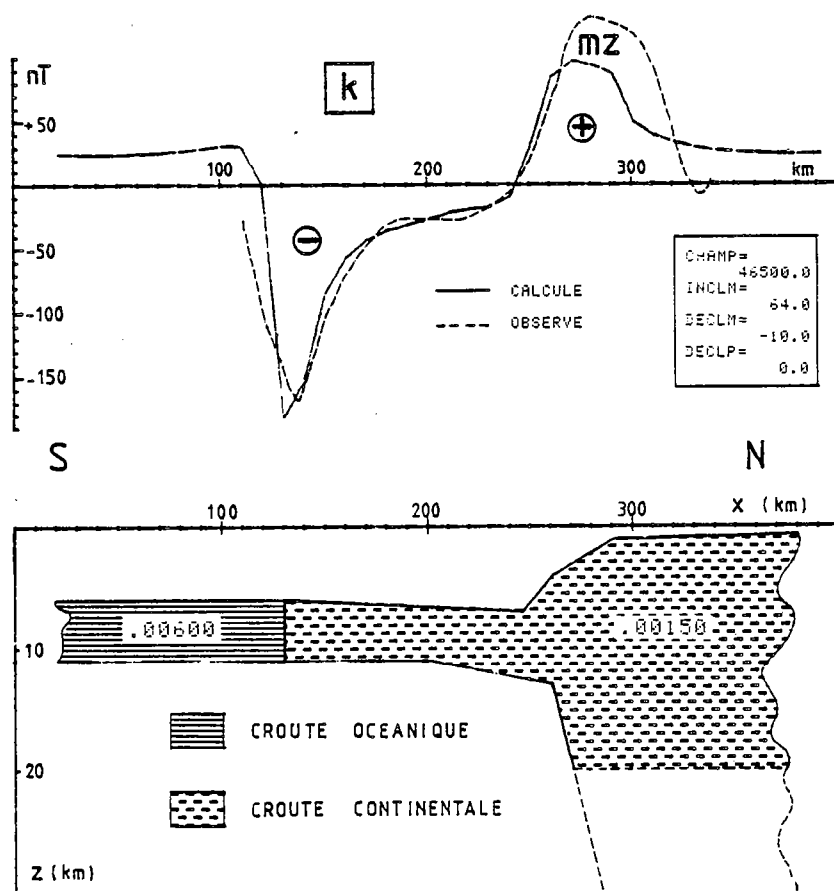 nT
k
mz
+
+50
100
200
300
km
-50
−
-100
-150
CALCULE
OBSERVE
CHAMP=
46500.0
INCLM=
64.0
DECLM=
-10.0
DECLP=
0.0
S
N
100
200
300
X (km)
.00600
.00150
10
CROUTE OCEANIQUE
20
CROUTE CONTINENTALE
Z (km)